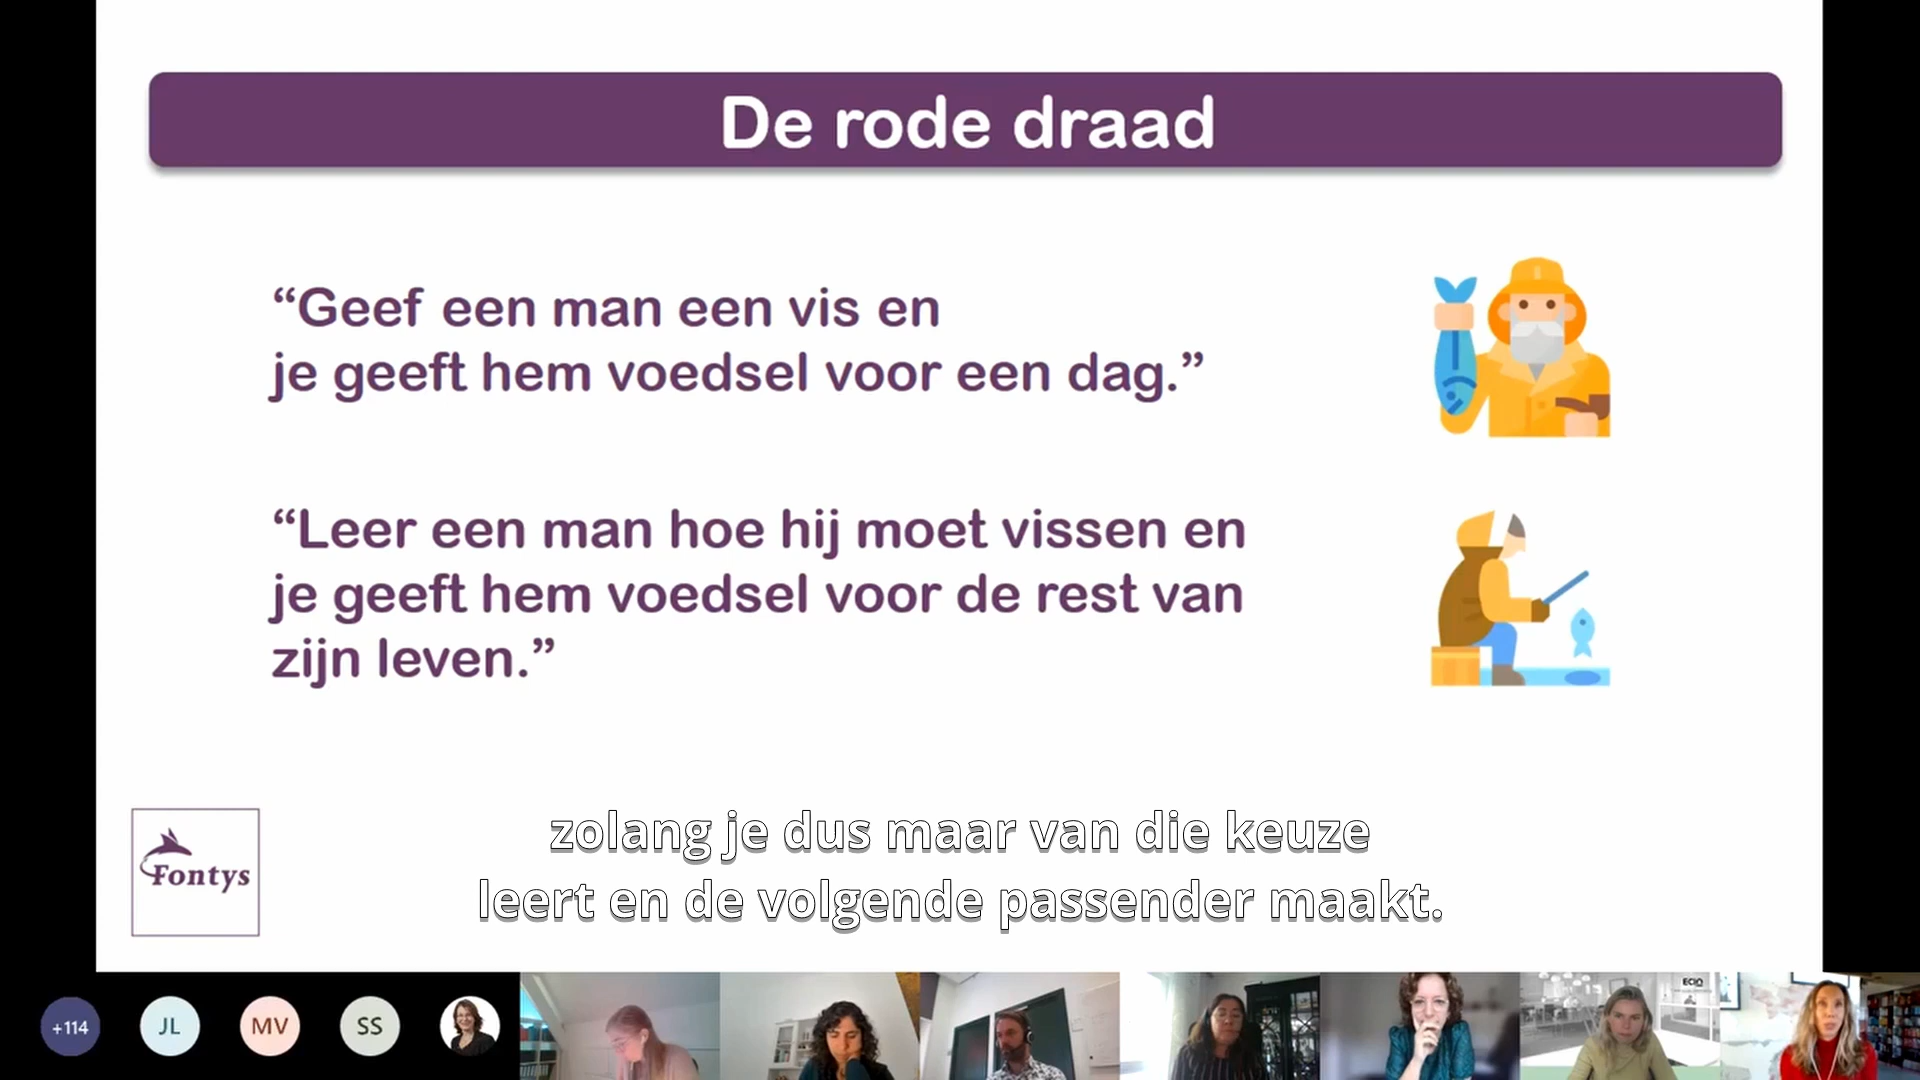 De rode draad
“Geef een man een vis en
je geeft hem voedsel voor een dag.”
“Leer een man hoe hij moet vissen en
je geeft hem voedsel voor de rest van
zijn leven.”
Fontys
zolang je dus maar van die keuze
leert en de volgende passender maakt.
+114
JL
MV
SS
ECIO